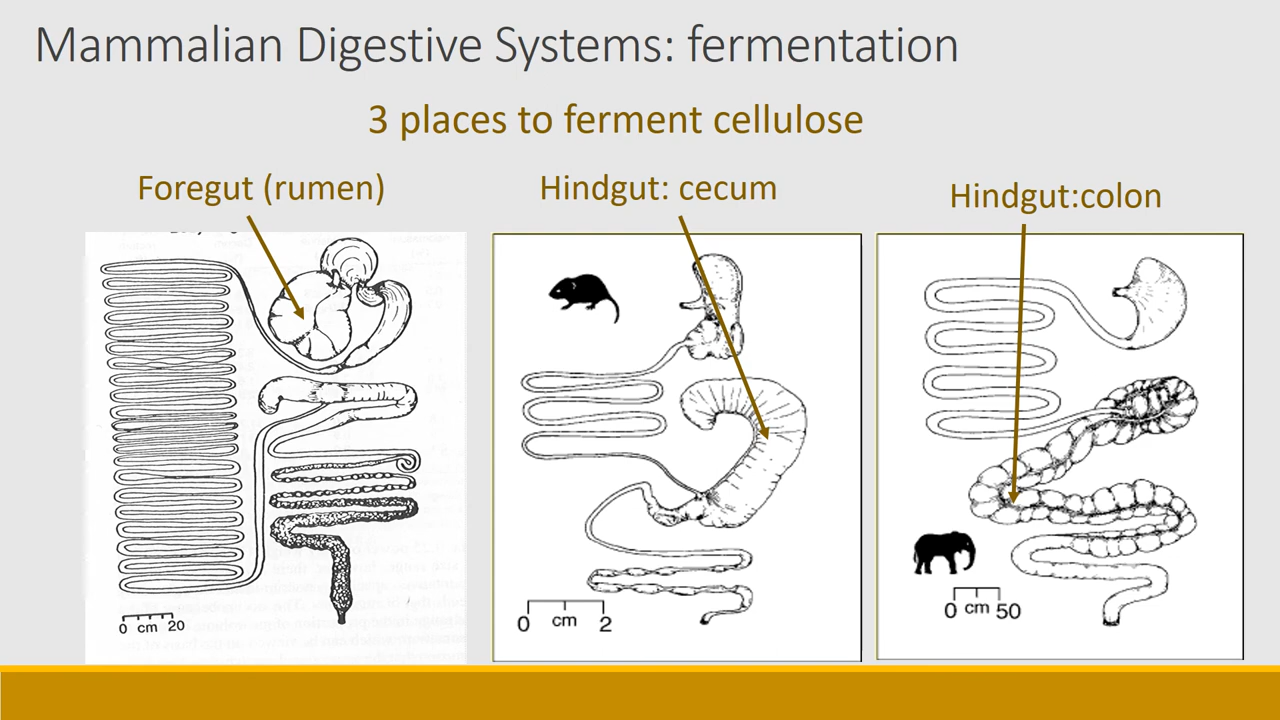 Mammalian Digestive Systems: fermentation
3 places to ferment cellulose
Foregut (rumen)
Hindgut: cecum
Hindgut:colon
0 cm 20
0 cm 2
0 cm 50